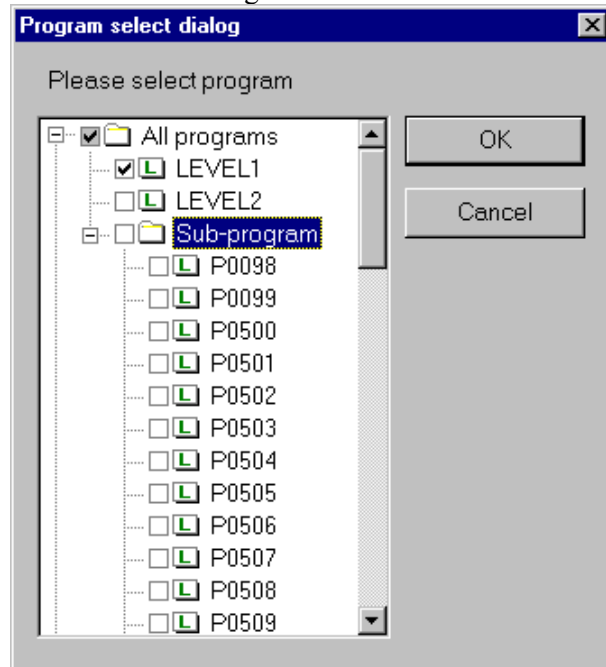 Program select dialog
Please select program
All programs
OK
L LEVEL1
L LEVEL2
Cancel
Sub-program
L P0098
L P0099
L P0500
L P0501
L P0502
L P0503
L P0504
L P0505
L P0506
L P0507
L P0508
L P0509